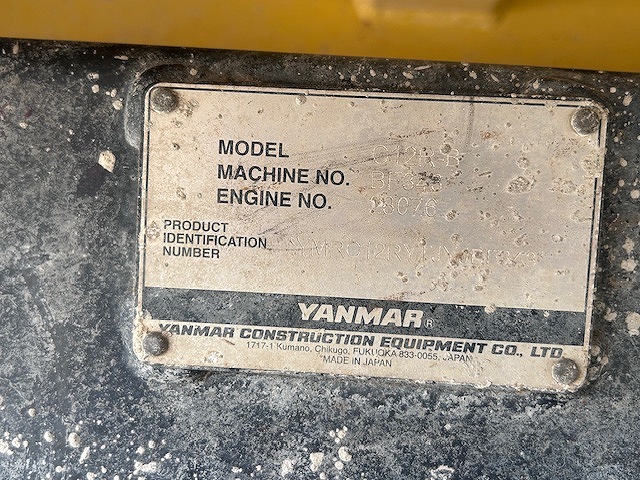 MODEL C12R-B
MACHINE NO.
ENGINE NO.
PRODUCT
IDENTIFICATION
NUMBER
YANMAR®
YANMAR CONSTRUCTION EQUIPMENT CO., LTD.
1717-1 Kumano, Chikugo, FUKUOKA 833-0055, JAPAN
MADE IN JAPAN